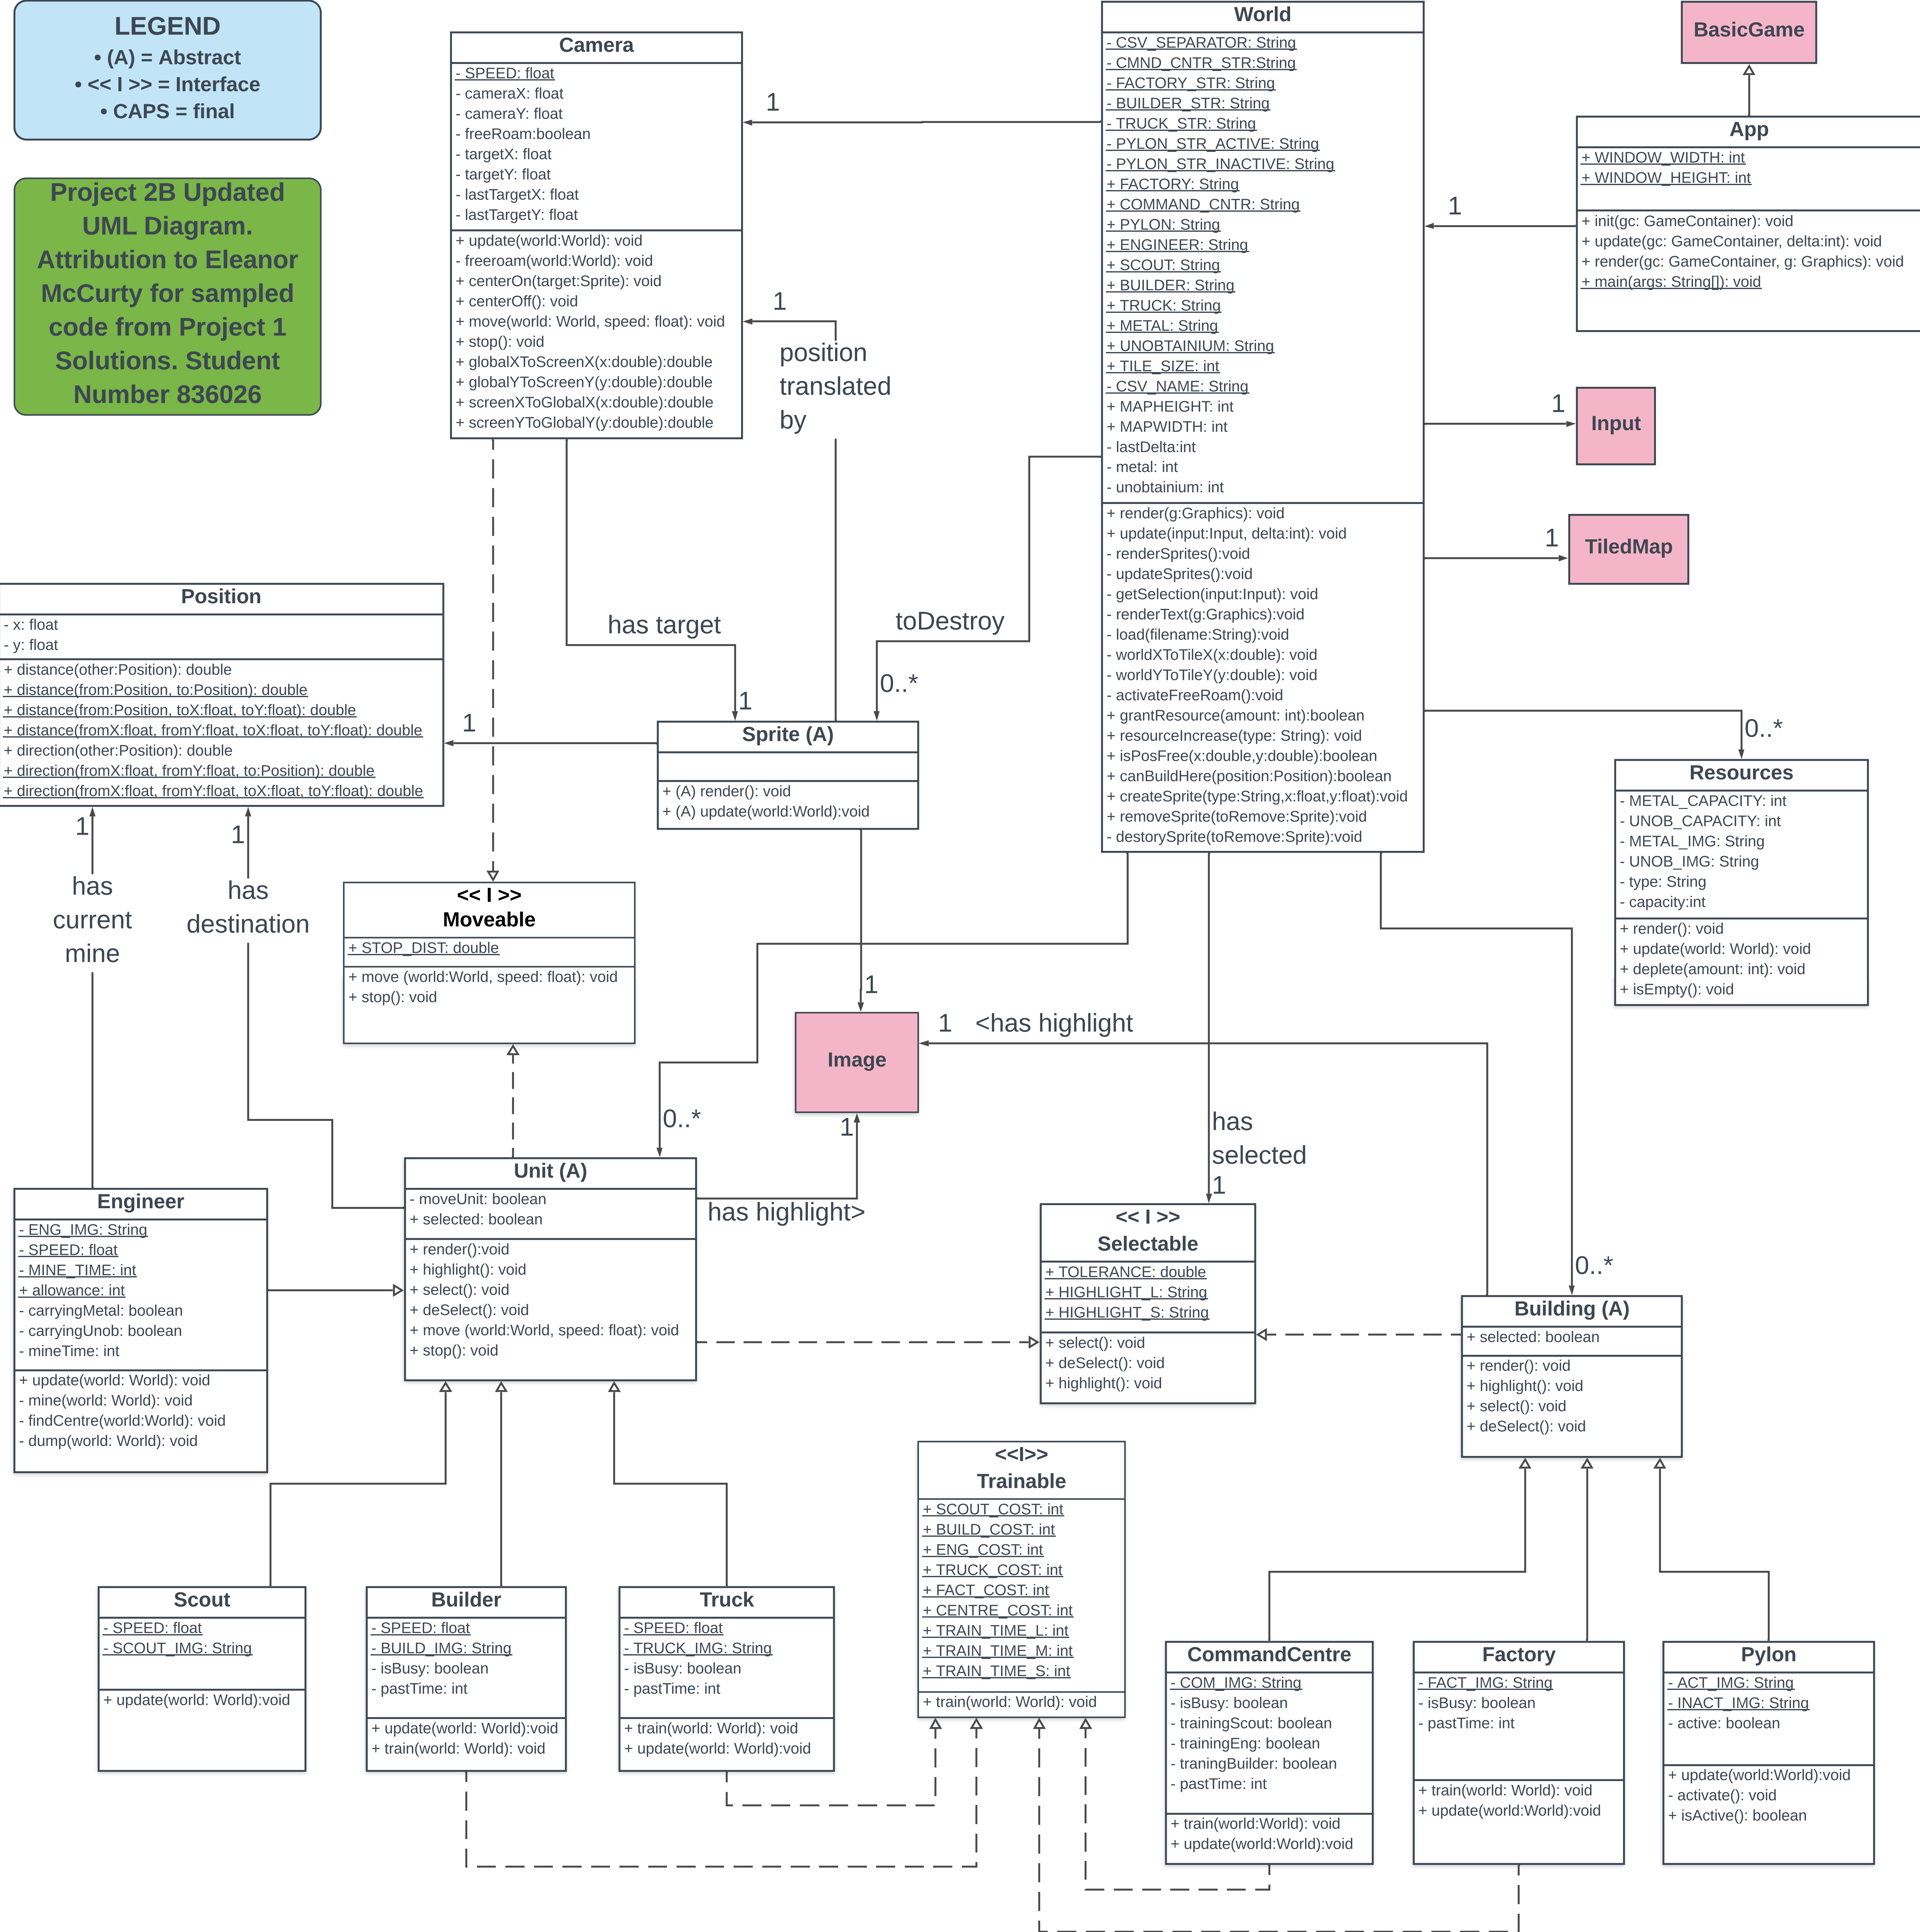 LEGEND
• (A) = Abstract
• << I >> = Interface
• CAPS = final
Project 2B Updated
UML Diagram.
Attribution to Eleanor
McCurty for sampled
code from Project 1
Solutions. Student
Number 836026
Camera
- SPEED: float
- cameraX: float
- cameraY: float
- freeRoam:boolean
- targetX: float
- targetY: float
- lastTargetX: float
- lastTargetY: float
+ update(world:World): void
- freeroam(world:World): void
+ centerOn(target:Sprite): void
+ centerOff(): void
+ move(world: World, speed: float): void
+ stop(): void
+ globalXToScreenX(x:double):double
+ globalYToScreenY(y:double):double
+ screenXToGlobalX(x:double):double
+ screenYToGlobalY(y:double):double
1
1
position
translated
by
World
- CSV_SEPARATOR: String
- CMND_CNTR_STR:String
- FACTORY_STR: String
- BUILDER_STR: String
- TRUCK_STR: String
- PYLON_STR_ACTIVE: String
- PYLON_STR_INACTIVE: String
+ FACTORY: String
+ COMMAND_CNTR: String
+ PYLON: String
+ ENGINEER: String
+ SCOUT: String
+ BUILDER: String
+ TRUCK: String
+ METAL: String
+ UNOBTAINIUM: String
+ TILE_SIZE: int
- CSV_NAME: String
+ MAPHEIGHT: int
+ MAPWIDTH: int
- lastDelta:int
- metal: int
- unobtainium: int
+ render(g:Graphics): void
+ update(input:Input, delta:int): void
- renderSprites():void
- updateSprites():void
- getSelection(input:Input): void
- renderText(g:Graphics):void
- load(filename:String):void
- worldXToTileX(x:double): void
- worldYToTileY(y:double): void
- activateFreeRoam():void
+ grantResource(amount: int):boolean
+ resourceIncrease(type: String): void
+ isPosFree(x:double,y:double):boolean
+ canBuildHere(position:Position):boolean
+ createSprite(type:String,x:float,y:float):void
+ removeSprite(toRemove:Sprite):void
- destorySprite(toRemove:Sprite):void
BasicGame
App
+ WINDOW_WIDTH: int
+ WINDOW_HEIGHT: int
+ init(gc: GameContainer): void
+ update(gc: GameContainer, delta:int): void
+ render(gc: GameContainer, g: Graphics): void
+ main(args: String[]): void
1
1
Input
1
TiledMap
0..*
Resources
- METAL_CAPACITY: int
- UNOB_CAPACITY: int
- METAL_IMG: String
- UNOB_IMG: String
- type: String
- capacity:int
+ render(): void
+ update(world: World): void
+ deplete(amount: int): void
+ isEmpty(): void
Position
- x: float
- y: float
+ distance(other:Position): double
+ distance(from:Position, to:Position): double
+ distance(from:Position, toX:float, toY:float): double
+ distance(fromX:float, fromY:float, toX:float, toY:float): double
+ direction(other:Position): double
+ direction(fromX:float, fromY:float, to:Position): double
+ direction(fromX:float, fromY:float, toX:float, toY:float): double
has target
1
toDestroy
0..*
1
Sprite (A)
+ (A) render(): void
+ (A) update(world:World):void
1
has
current
mine
1
has
destination
<< I >>
Moveable
+ STOP_DIST: double
+ move (world:World, speed: float): void
+ stop(): void
1
Image
1 <has highlight
1
has highlight>
0..*
has
selected
1
0..*
Engineer
- ENG_IMG: String
- SPEED: float
- MINE_TIME: int
+ allowance: int
- carryingMetal: boolean
- carryingUnob: boolean
- mineTime: int
+ update(world: World): void
- mine(world: World): void
- findCentre(world:World): void
- dump(world: World): void
Unit (A)
- moveUnit: boolean
+ selected: boolean
+ render():void
+ highlight(): void
+ select(): void
+ deSelect(): void
+ move (world:World, speed: float): void
+ stop(): void
<< I >>
Selectable
+ TOLERANCE: double
+ HIGHLIGHT_L: String
+ HIGHLIGHT_S: String
+ select(): void
+ deSelect(): void
+ highlight(): void
Building (A)
+ selected: boolean
+ render(): void
+ highlight(): void
+ select(): void
+ deSelect(): void
<<I>>
Trainable
+ SCOUT_COST: int
+ BUILD_COST: int
+ ENG_COST: int
+ TRUCK_COST: int
+ FACT_COST: int
+ CENTRE_COST: int
+ TRAIN_TIME_L: int
+ TRAIN_TIME_M: int
+ TRAIN_TIME_S: int
+ train(world: World): void
Scout
- SPEED: float
- SCOUT_IMG: String
+ update(world: World):void
Builder
- SPEED: float
- BUILD_IMG: String
- isBusy: boolean
- pastTime: int
+ update(world: World):void
+ train(world: World): void
Truck
- SPEED: float
- TRUCK_IMG: String
- isBusy: boolean
- pastTime: int
+ train(world: World): void
+ update(world: World):void
CommandCentre
- COM_IMG: String
- isBusy: boolean
- trainingScout: boolean
- trainingEng: boolean
- traningBuilder: boolean
- pastTime: int
+ train(world:World): void
+ update(world:World):void
Factory
- FACT_IMG: String
- isBusy: boolean
- pastTime: int
+ train(world: World): void
+ update(world:World):void
Pylon
- ACT_IMG: String
- INACT_IMG: String
- active: boolean
+ update(world:World):void
- activate(): void
+ isActive(): boolean